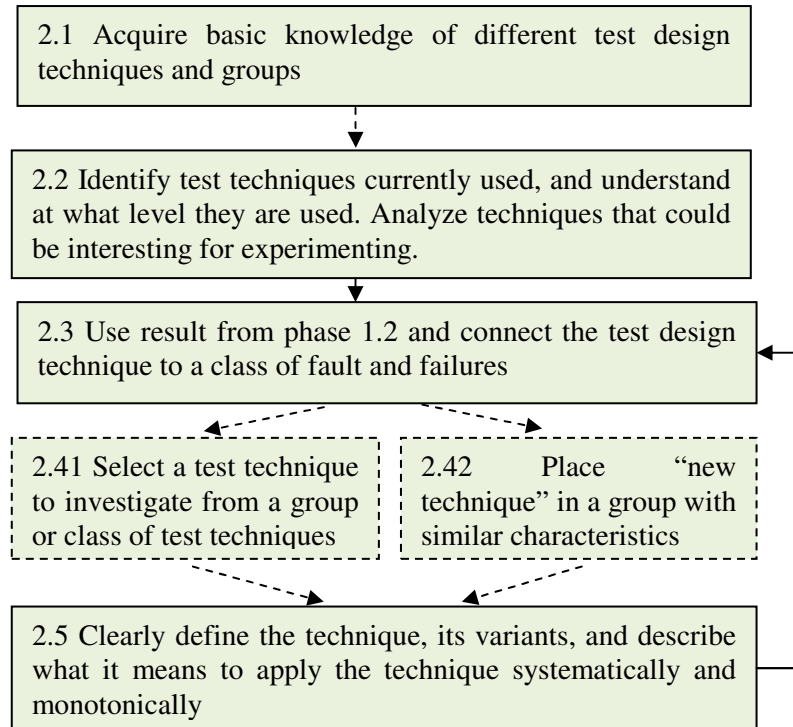 2.1 Acquire basic knowledge of different test design
techniques and groups
2.2 Identify test techniques currently used, and understand
at what level they are used. Analyze techniques that could
be interesting for experimenting.
2.3 Use result from phase 1.2 and connect the test design
technique to a class of fault and failures
2.41 Select a test technique
to investigate from a group
or class of test techniques
2.42 Place “new
technique” in a group with
similar characteristics
2.5 Clearly define the technique, its variants, and describe
what it means to apply the technique systematically and
monotonically